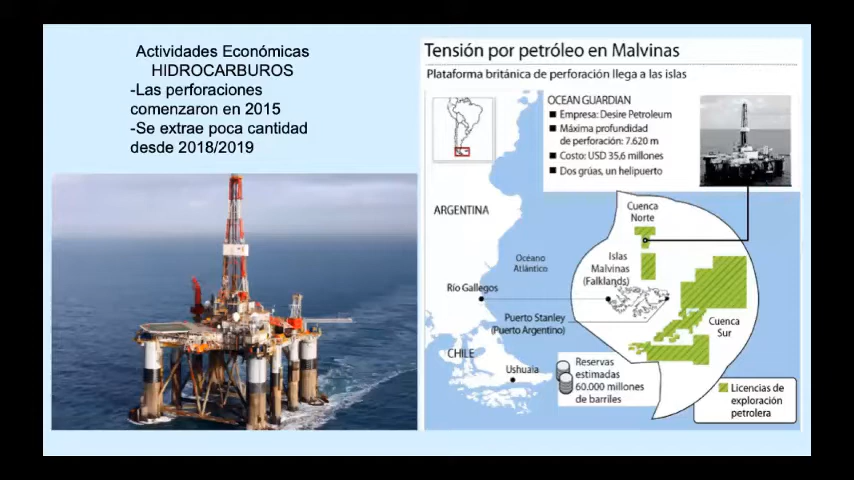 Actividades Económicas
HIDROCARBUROS
-Las perforaciones
comenzaron en 2015
-Se extrae poca cantidad
desde 2018/2019
Tensión por petróleo en Malvinas
Plataforma británica de perforación llega a las islas
OCEAN GUARDIAN
■ Empresa: Desire Petroleum
■ Máxima profundidad
de perforación: 7.620 m
■ Costo: USD 35,6 millones
■ Dos grúas, un helipuerto
Cuenca
Norte
ARGENTINA
Océano
Atlántico
Islas
Malvinas
(Falklands)
Río Gallegos
Puerto Stanley
(Puerto Argentino)
Cuenca
Sur
CHILE
Ushuaia
Reservas
estimadas
60.000 millones
de barriles
Licencias de
exploración
petrolera